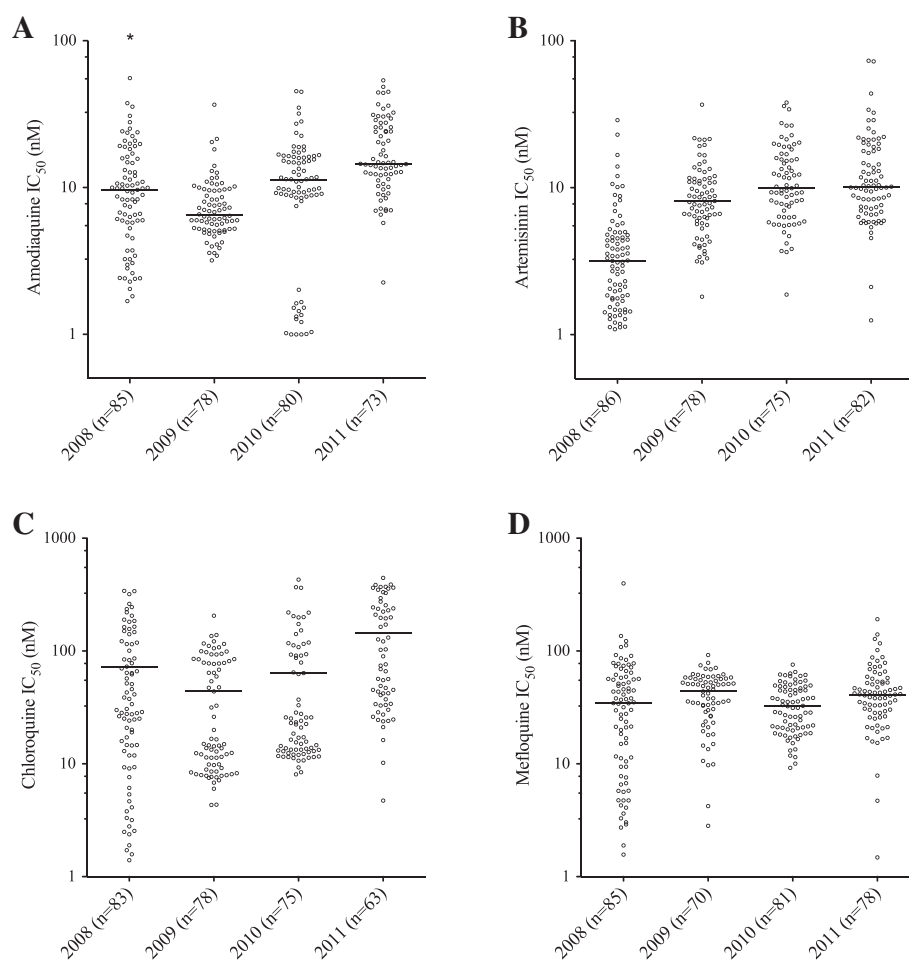 A
Amodiaquine IC50 (nM)
100
10
1
*
2008 (n=85)
2009 (n=78)
2010 (n=80)
2011 (n=73)
B
Artemisinin IC50 (nM)
100
10
1
2008 (n=86)
2009 (n=78)
2010 (n=75)
2011 (n=82)
C
Chloroquine IC50 (nM)
1000
100
10
1
2008 (n=83)
2009 (n=78)
2010 (n=75)
2011 (n=63)
D
Mefloquine IC50 (nM)
1000
100
10
1
2008 (n=85)
2009 (n=70)
2010 (n=81)
2011 (n=78)